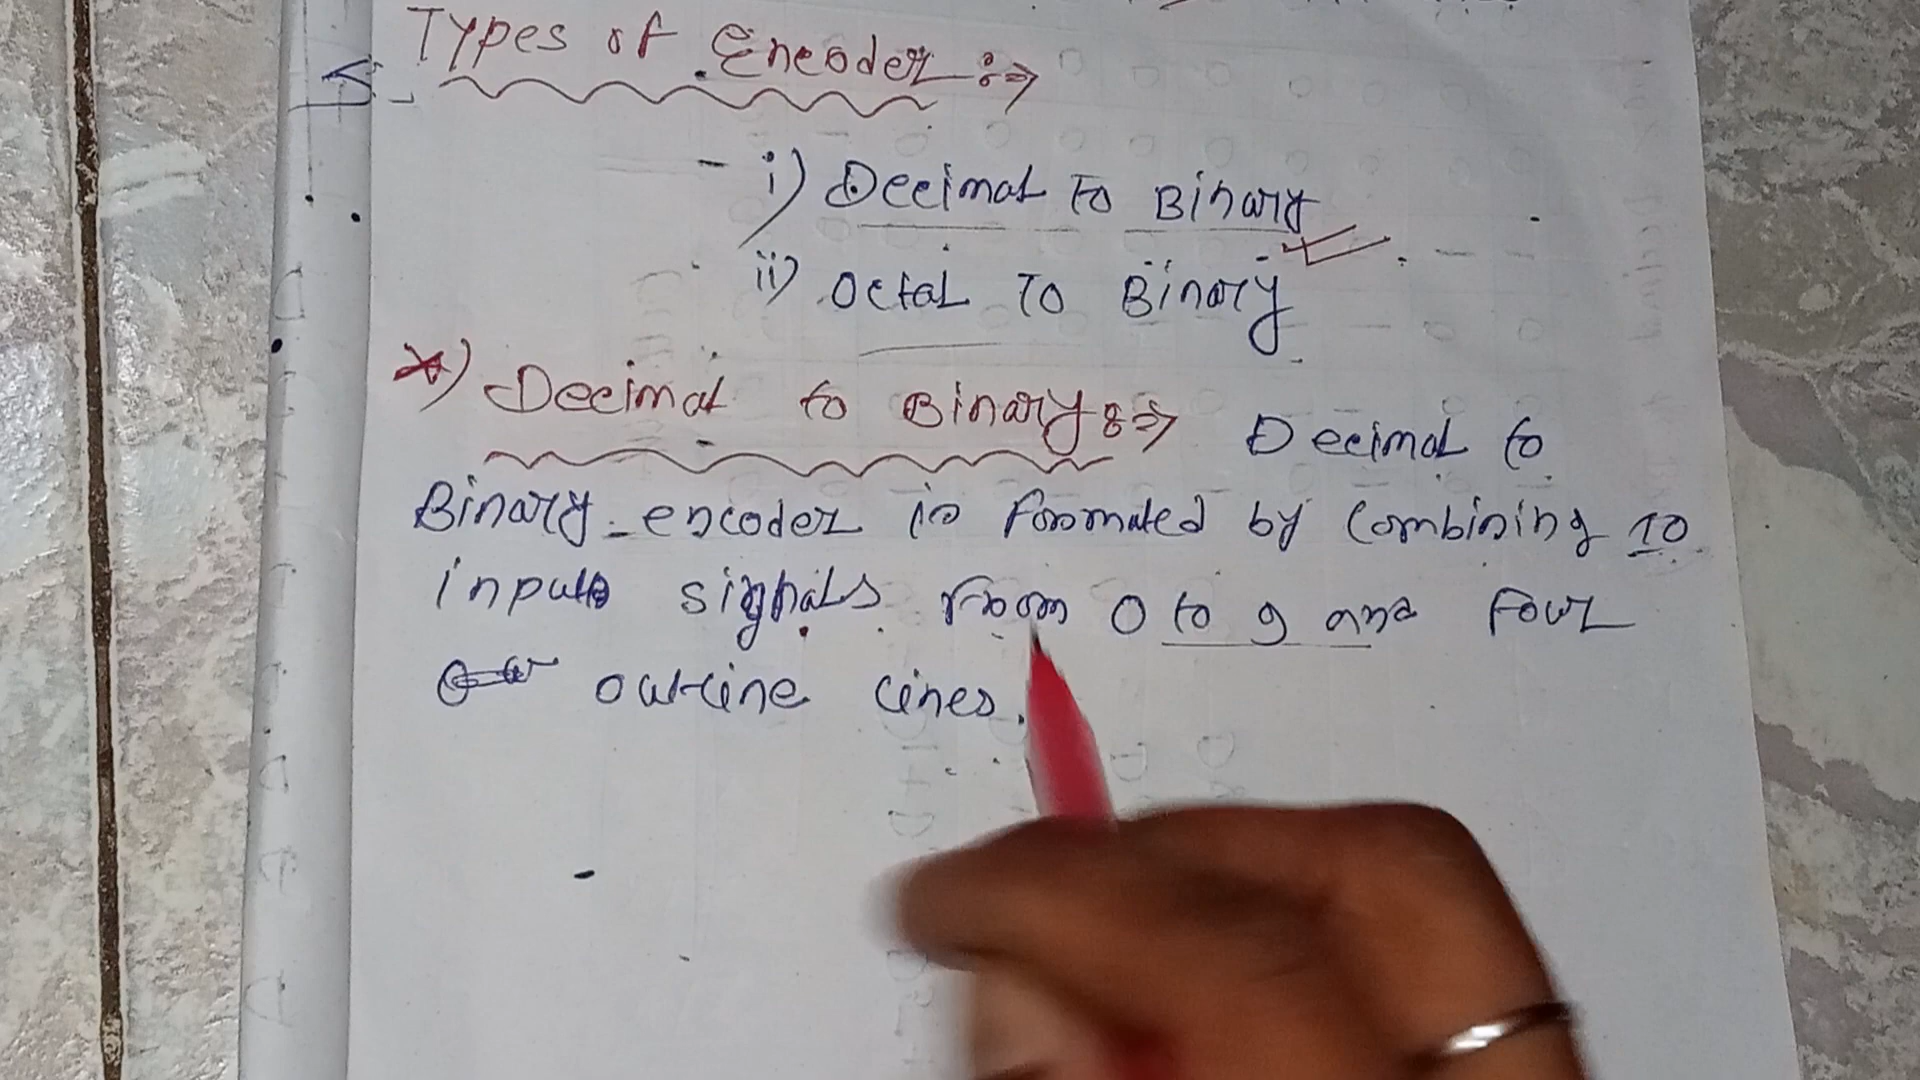 Types of Encoder :⇒
- i) Decimal To Binary
ii) Octal To Binary
*) Decimal to Binary :⇒ Decimal to
Binary encoder is formated by combining 10
inputs signals from 0 to 9 and four
outline lines.